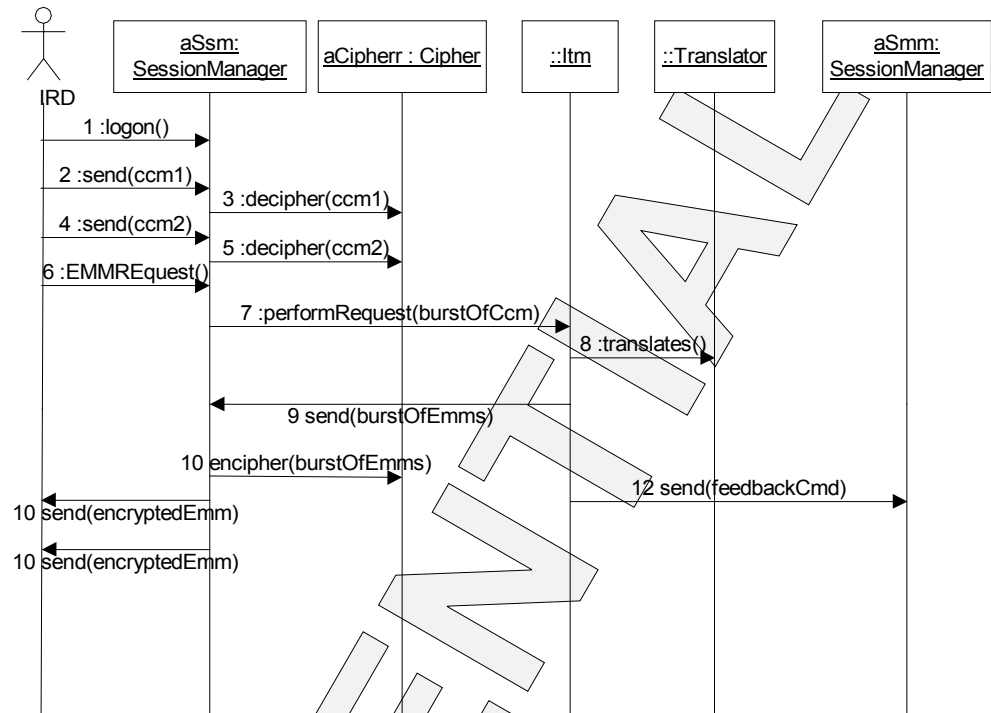 aSsm:
SessionManager
aCipherr : Cipher
::Itm
::Translator
aSmm:
SessionManager
IRD
1 :logon()
2 :send(ccm1)
3 :decipher(ccm1)
4 :send(ccm2)
5 :decipher(ccm2)
6 :EMMREquest()
7 :performRequest(burstOfCcm)
8 :translates()
9 send(burstOfEmms)
10 encipher(burstOfEmms)
12 send(feedbackCmd)
10 send(encryptedEmm)
10 send(encryptedEmm)
ENTIAL